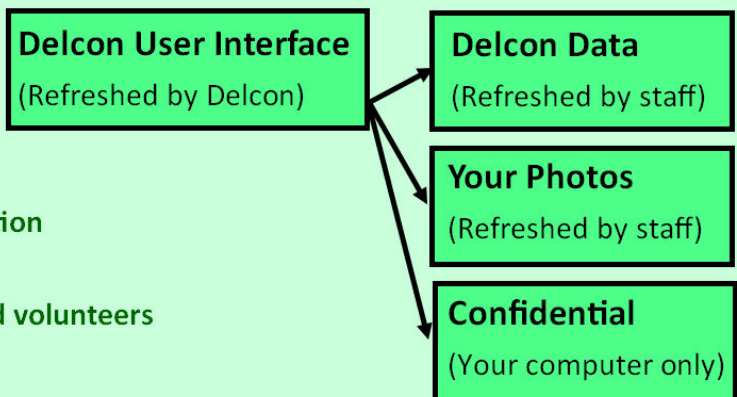 Delcon User Interface
(Refreshed by Delcon)
Delcon Data
(Refreshed by staff)
Your Photos
(Refreshed by staff)
volunteers
Confidential
(Your computer only)